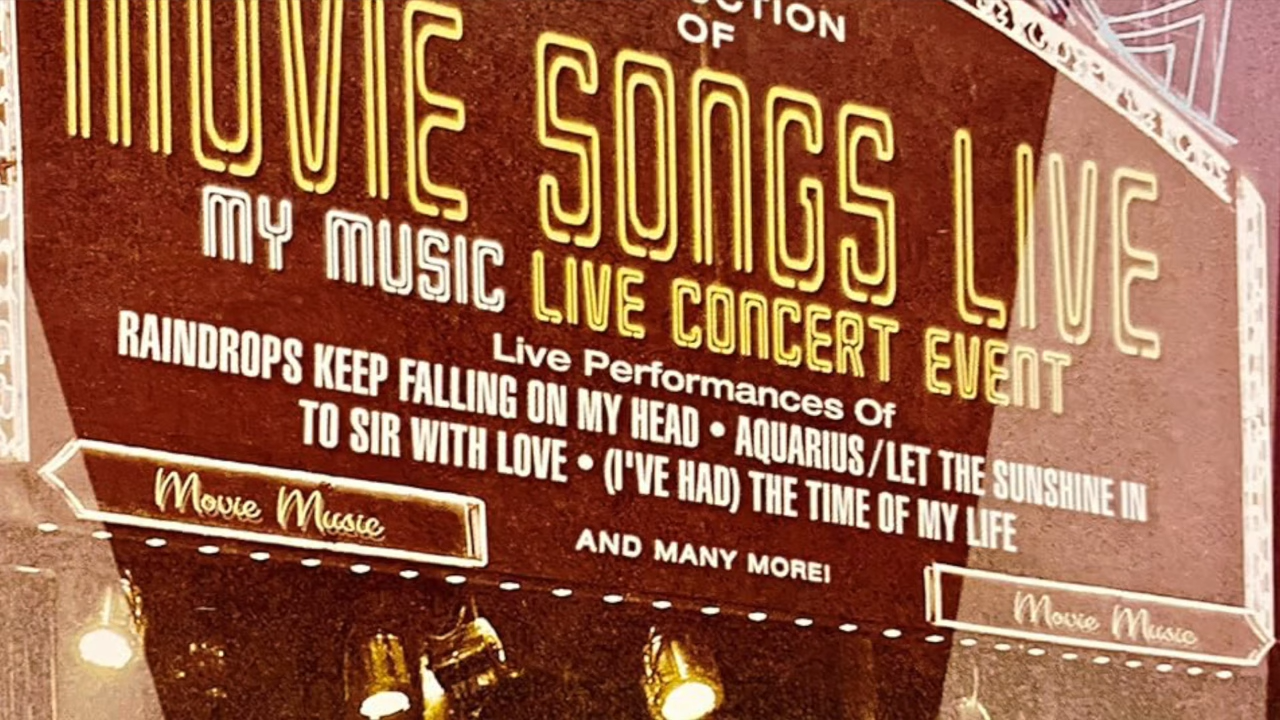 OF
MOVIE SONGS LIVE
MY MUSIC LIVE CONCERT EVENT
Live Performances Of
RAINDROPS KEEP FALLING ON MY HEAD • AQUARIUS/LET THE SUNSHINE IN
TO SIR WITH LOVE • (I'VE HAD) THE TIME OF MY LIFE
AND MANY MORE!
Movie Music
Movie Music